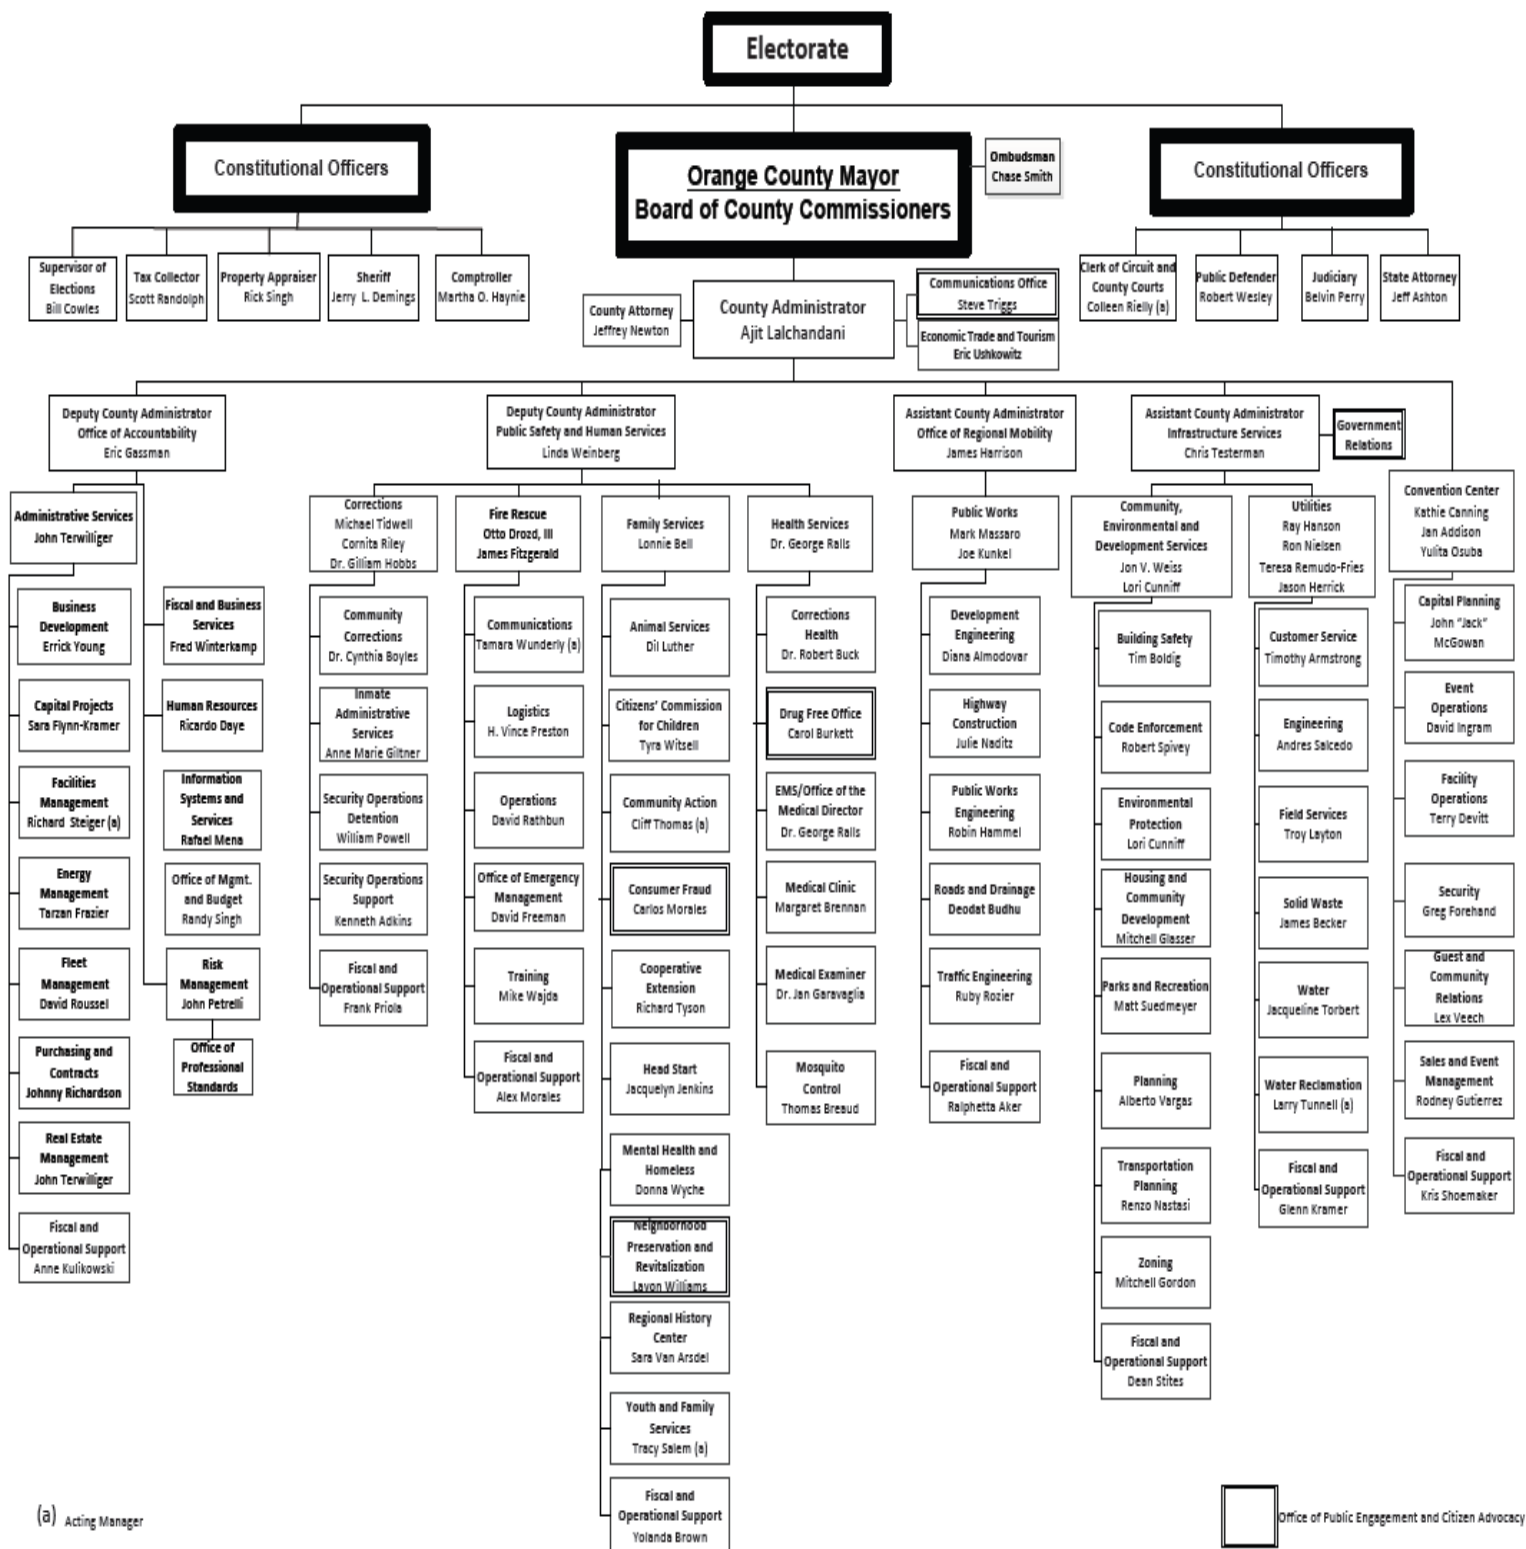 Electorate
Constitutional Officers
Orange County Mayor
Board of County Commissioners
Ombudsman
Chase Smith
Constitutional Officers
Supervisor of
Elections
Bill Cowles
Tax Collector
Scott Randolph
Property Appraiser
Rick Singh
Sheriff
Jerry L. Demings
Comptroller
Martha O. Haynie
County Attorney
Jeffrey Newton
County Administrator
Ajit Lalchandani
Communications Office
Steve Triggs
Economic Trade and Tourism
Eric Ushkowitz
Clerk of Circuit and
County Courts
Colleen Rielly (a)
Public Defender
Robert Wesley
Judiciary
Belvin Perry
State Attorney
Jeff Ashton
Deputy County Administrator
Office of Accountability
Eric Gassman
Deputy County Administrator
Public Safety and Human Services
Linda Weinberg
Assistant County Administrator
Office of Regional Mobility
James Harrison
Assistant County Administrator
Infrastructure Services
Chris Testerman
Government
Relations
Administrative Services
John Terwilliger
Business
Development
Errick Young
Capital Projects
Sara Flynn-Kramer
Facilities
Management
Richard Steiger (a)
Energy
Management
Tarzan Frazier
Fleet
Management
David Roussel
Purchasing and
Contracts
Johnny Richardson
Real Estate
Management
John Terwilliger
Fiscal and
Operational Support
Anne Kulikowski
Fiscal and Business
Services
Fred Winterkamp
Human Resources
Ricardo Daye
Information
Systems and
Services
Rafael Mena
Office of Mgmt.
and Budget
Randy Singh
Risk
Management
John Petrelli
Office of
Professional
Standards
Corrections
Michael Tidwell
Cornita Riley
Dr. Gilliam Hobbs
Community
Corrections
Dr. Cynthia Boyles
Inmate
Administrative
Services
Anne Marie Giltner
Security Operations
Detention
William Powell
Security Operations
Support
Kenneth Adkins
Fiscal and
Operational Support
Frank Priola
Fire Rescue
Otto Drozd, III
James Fitzgerald
Communications
Tamara Wunderly (a)
Logistics
H. Vince Preston
Operations
David Rathbun
Office of Emergency
Management
David Freeman
Training
Mike Wajda
Fiscal and
Operational Support
Alex Morales
Family Services
Lonnie Bell
Animal Services
Dil Luther
Citizens' Commission
for Children
Tyra Witsell
Community Action
Cliff Thomas (a)
Consumer Fraud
Carlos Morales
Cooperative
Extension
Richard Tyson
Head Start
Jacquelyn Jenkins
Mental Health and
Homeless
Donna Wyche
Neighborhood
Preservation and
Revitalization
Lavon Williams
Regional History
Center
Sara Van Arsdel
Youth and Family
Services
Tracy Salem (a)
Fiscal and
Operational Support
Yolanda Brown
Health Services
Dr. George Ralls
Corrections
Health
Dr. Robert Buck
Drug Free Office
Carol Burkett
EMS/Office of the
Medical Director
Dr. George Ralls
Medical Clinic
Margaret Brennan
Medical Examiner
Dr. Jan Garavaglia
Mosquito
Control
Thomas Breaud
Public Works
Mark Massaro
Joe Kunkel
Development
Engineering
Diana Almodovar
Highway
Construction
Julie Naditz
Public Works
Engineering
Robin Hammel
Roads and Drainage
Deodat Budhu
Traffic Engineering
Ruby Rozier
Fiscal and
Operational Support
Ralphetta Aker
Community,
Environmental and
Development Services
Jon V. Weiss
Lori Cunniff
Building Safety
Tim Boldig
Code Enforcement
Robert Spivey
Environmental
Protection
Lori Cunniff
Housing and
Community
Development
Mitchell Glasser
Parks and Recreation
Matt Suedmeyer
Planning
Alberto Vargas
Transportation
Planning
Renzo Nastasi
Zoning
Mitchell Gordon
Fiscal and
Operational Support
Dean Stites
Utilities
Ray Hanson
Ron Nielsen
Teresa Remudo-Fries
Jason Herrick
Customer Service
Timothy Armstrong
Engineering
Andres Salcedo
Field Services
Troy Layton
Solid Waste
James Becker
Water
Jacqueline Torbert
Water Reclamation
Larry Tunnell (a)
Fiscal and
Operational Support
Glenn Kramer
Convention Center
Kathie Canning
Jan Addison
Yulita Osuba
Capital Planning
John "Jack"
McGowan
Event
Operations
David Ingram
Facility
Operations
Terry Devitt
Security
Greg Forehand
Guest and
Community
Relations
Lex Veech
Sales and Event
Management
Rodney Gutierrez
Fiscal and
Operational Support
Kris Shoemaker
(a) Acting Manager
Office of Public Engagement and Citizen Advocacy